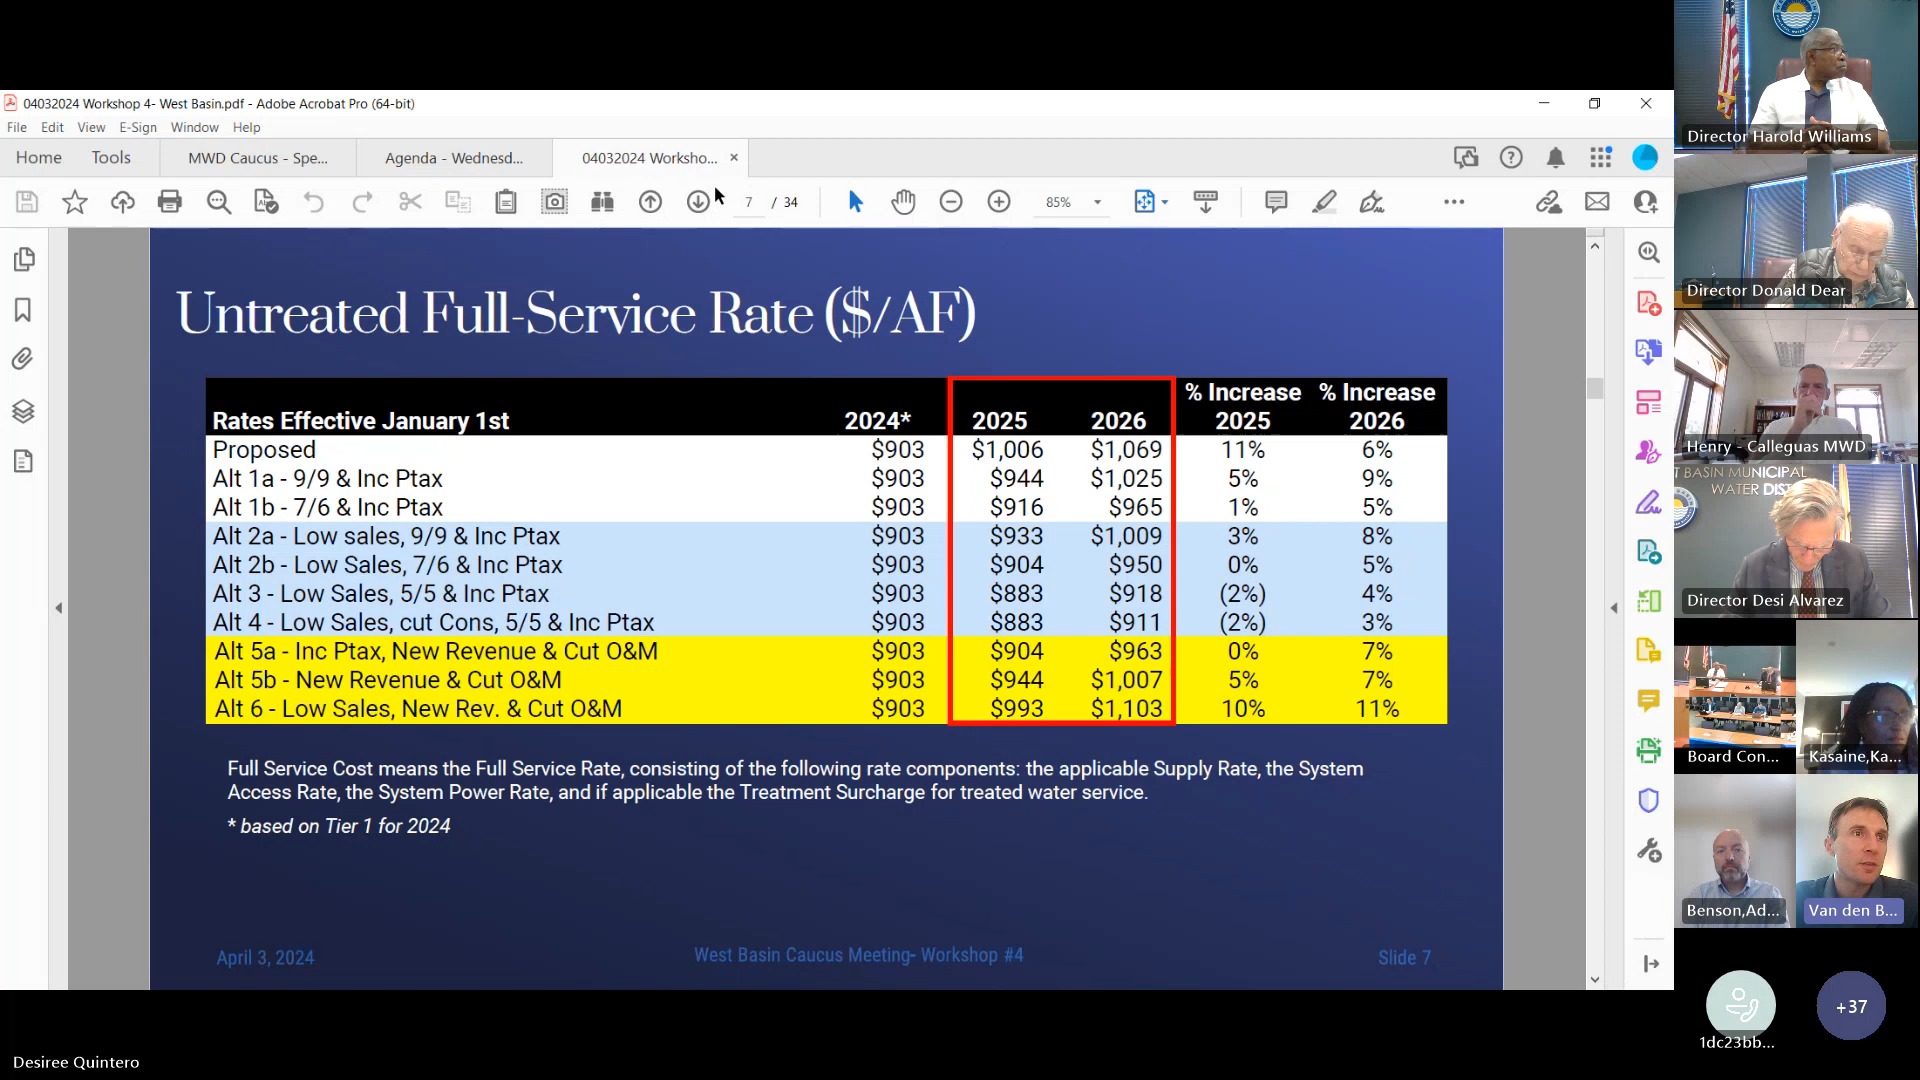 04032024 Workshop 4- West Basin.pdf - Adobe Acrobat Pro (64-bit)
File Edit View E-Sign Window Help
Home Tools MWD Caucus - Spe... Agenda - Wednesd... 04032024 Worksho... ×
7 / 34 85%
Untreated Full-Service Rate ($/AF)
Rates Effective January 1st 2024* 2025 2026 % Increase 2025 % Increase 2026
Proposed $903 $1,006 $1,069 11% 6%
Alt 1a - 9/9 & Inc Ptax $903 $944 $1,025 5% 9%
Alt 1b - 7/6 & Inc Ptax $903 $916 $965 1% 5%
Alt 2a - Low sales, 9/9 & Inc Ptax $903 $933 $1,009 3% 8%
Alt 2b - Low Sales, 7/6 & Inc Ptax $903 $904 $950 0% 5%
Alt 3 - Low Sales, 5/5 & Inc Ptax $903 $883 $918 (2%) 4%
Alt 4 - Low Sales, cut Cons, 5/5 & Inc Ptax $903 $883 $911 (2%) 3%
Alt 5a - Inc Ptax, New Revenue & Cut O&M $903 $904 $963 0% 7%
Alt 5b - New Revenue & Cut O&M $903 $944 $1,007 5% 7%
Alt 6 - Low Sales, New Rev. & Cut O&M $903 $993 $1,103 10% 11%
Full Service Cost means the Full Service Rate, consisting of the following rate components: the applicable Supply Rate, the System
Access Rate, the System Power Rate, and if applicable the Treatment Surcharge for treated water service.
* based on Tier 1 for 2024
April 3, 2024 West Basin Caucus Meeting- Workshop #4 Slide 7
Desiree Quintero
Director Harold Williams
Director Donald Dear
Henry - Calleguas MWD
T BASIN MUNICIPAL
WATER DIST
Director Desi Alvarez
Board Con...
Kasaine,Ka...
Benson,Ad...
Van den B...
1dc23bb...
+37